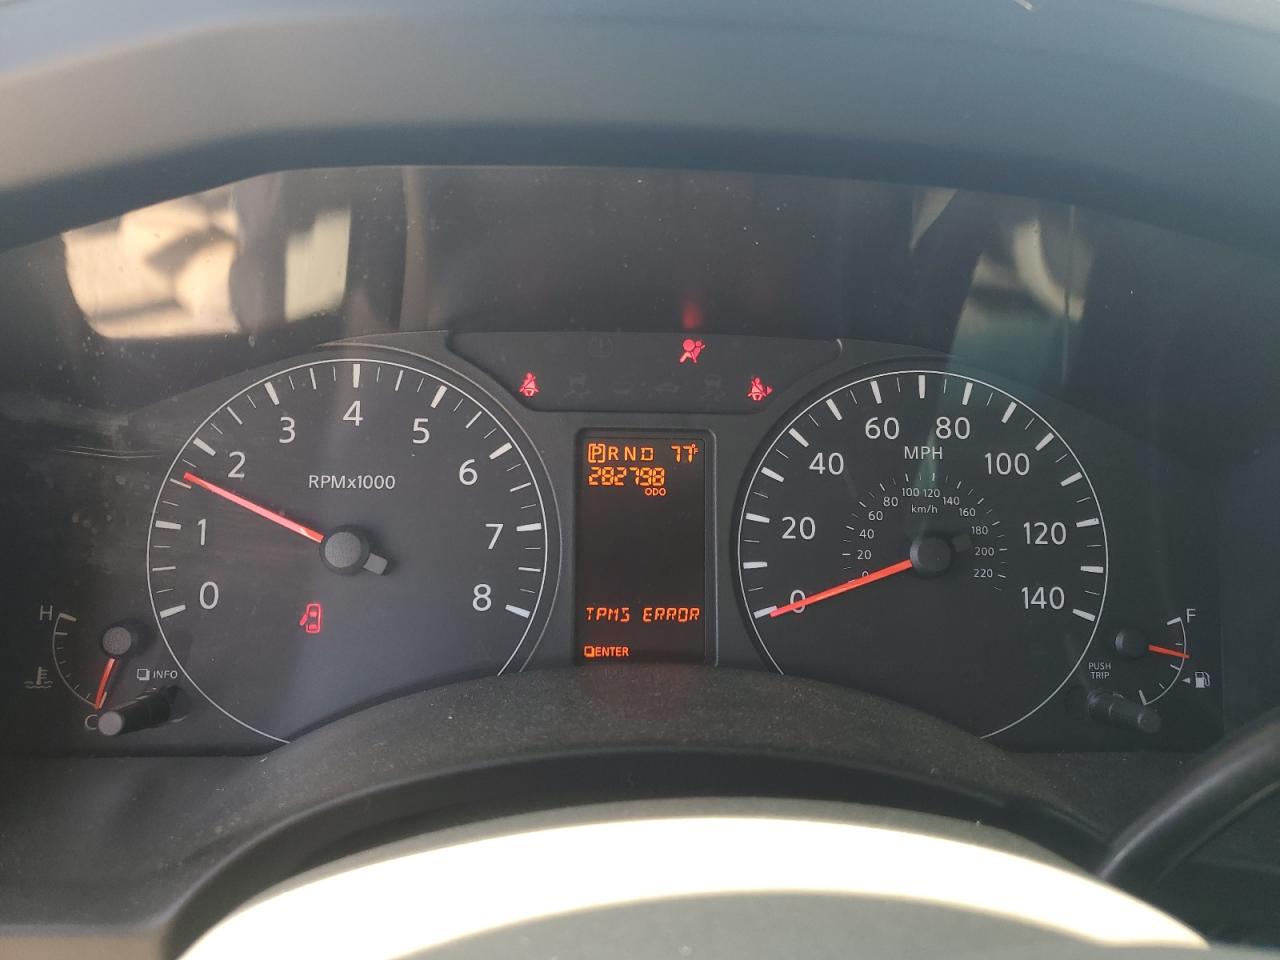 0 1 2 3 4 5 6 7 8
RPMx1000
P R N D 77°F
282798
ODO
TPMS ERROR
ENTER
0 20 40 60 80 100 120 140
MPH
0 20 40 60 80 100 120 140 160 180 200 220
km/h
H
C
INFO
F
PUSH
TRIP